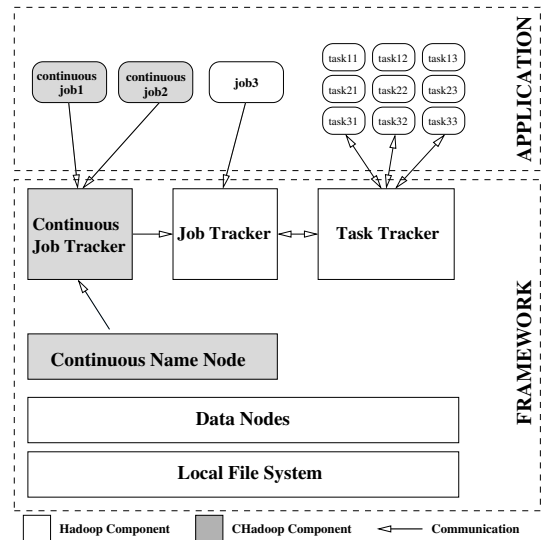 continuous
job1
continuous
job2
job3
task11
task12
task13
task21
task22
task23
task31
task32
task33
APPLICATION
Continuous
Job Tracker
Job Tracker
Task Tracker
Continuous Name Node
Data Nodes
Local File System
FRAMEWORK
Hadoop Component
CHadoop Component
Communication